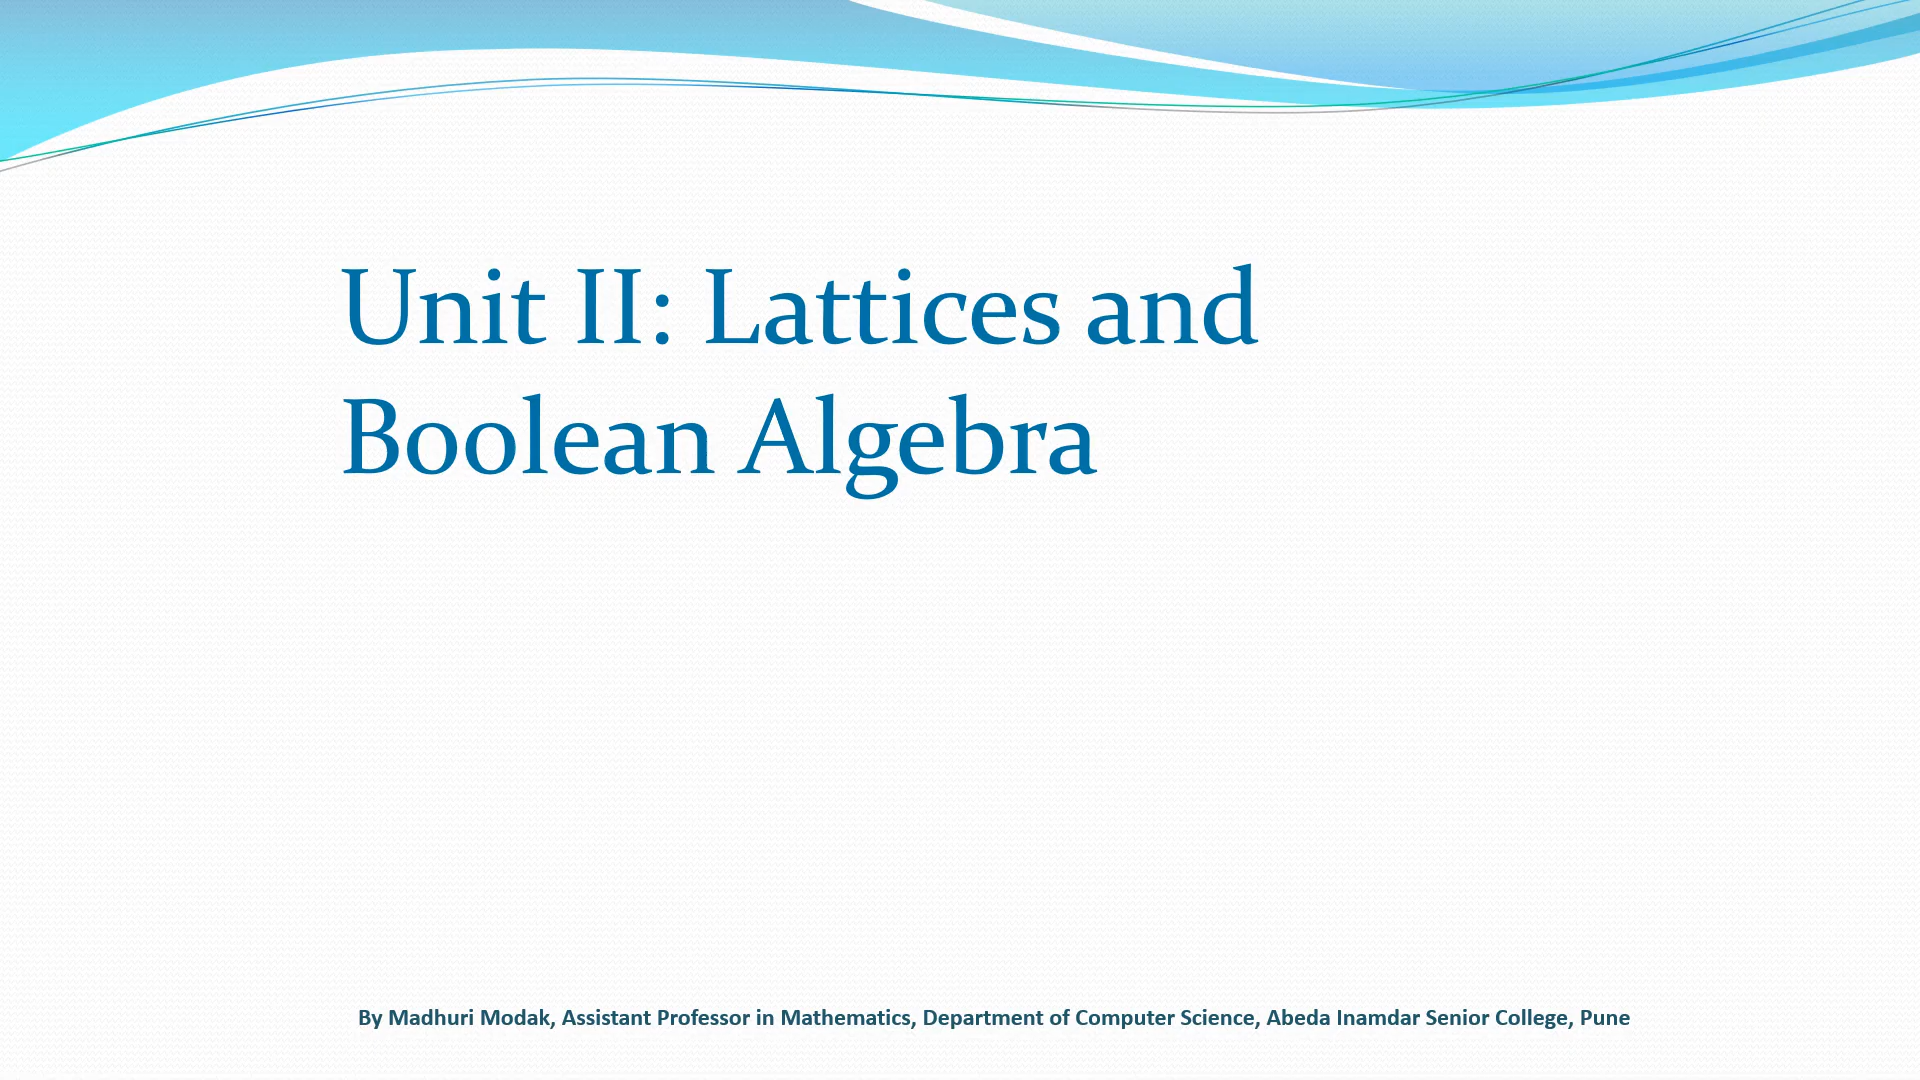 Unit II: Lattices and
Boolean Algebra
By Madhuri Modak, Assistant Professor in Mathematics, Department of Computer Science, Abeda Inamdar Senior College, Pune